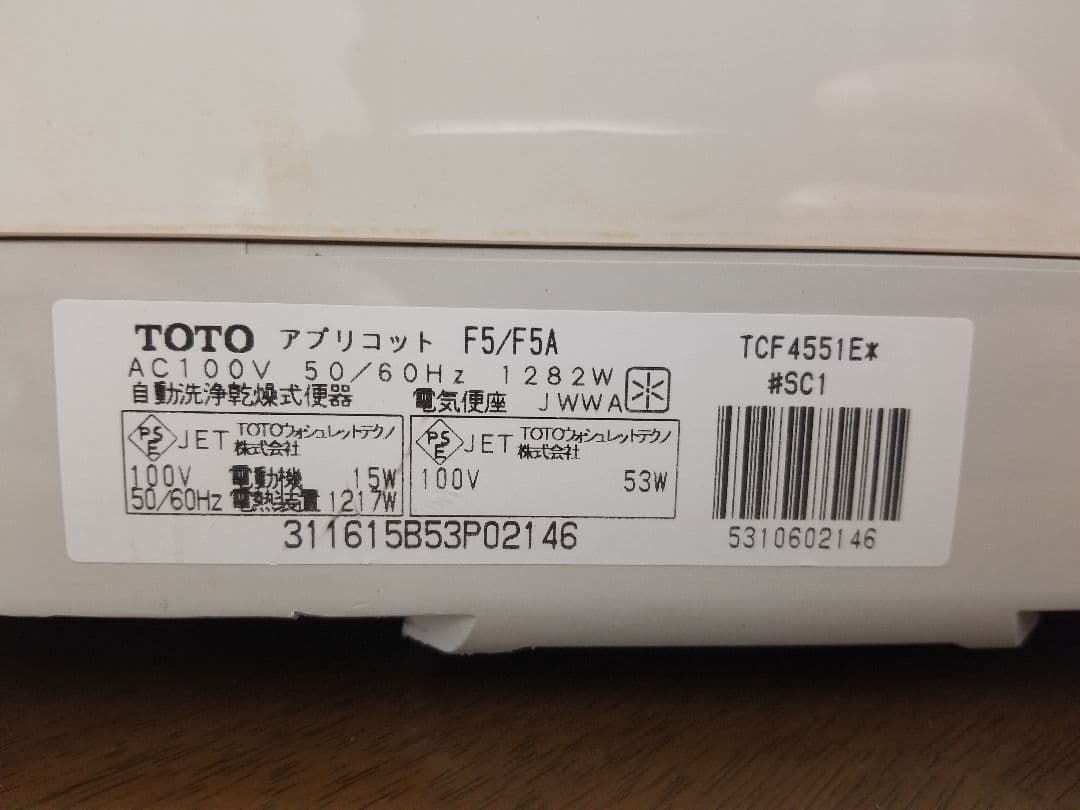 TOTO アプリコット F5/F5A
AC100V 50/60Hz 1282W
自動洗浄乾燥式便器 電気便座 JWWA
PSE JET TOTOウォシュレットテクノ株式会社
100V 電動機 15W
50/60Hz 電熱装置 1217W
PSE JET TOTOウォシュレットテクノ株式会社
100V 53W
311615B53P02146
TCF4551E*
#SC1
5310602146